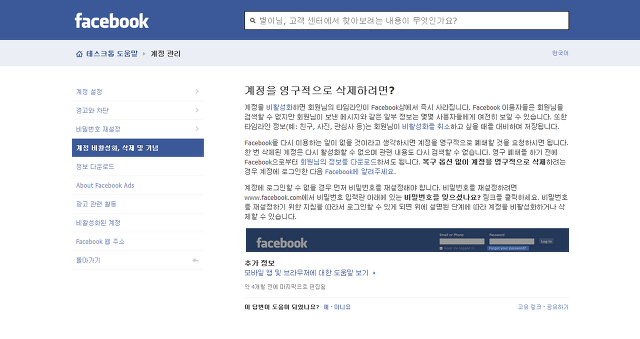 facebook
별이님, 고객 센터에서 찾아보려는 내용이 무엇인가요?
데스크톱 도움말 › 계정 관리
한국어
계정 설정
경고와 차단
비밀번호 재설정
계정 비활성화, 삭제 및 기념
정보 다운로드
About Facebook Ads
광고 관련 활동
비활성화된 계정
Facebook 웹 주소
돌아가기
계정을 영구적으로 삭제하려면?
계정을 비활성화하면 회원님의 타임라인이 Facebook상에서 즉시 사라집니다. Facebook 이용자들은 회원님을
검색할 수 없지만 회원님이 보낸 메시지와 같은 일부 정보는 몇몇 사용자들에게 여전히 보일 수 있습니다. 또한
타임라인 정보(예: 친구, 사진, 관심사 등)는 회원님이 비활성화를 취소하고 싶을 때를 대비하여 저장됩니다.
Facebook을 다시 이용하는 일이 없을 것이라고 생각하시면 계정을 영구적으로 폐쇄할 것을 요청하시면 됩니다.
한 번 삭제된 계정은 다시 활성화할 수 없으며 관련 내용도 다시 검색할 수 없습니다. 영구 폐쇄를 하기 전에
Facebook으로부터 회원님의 정보를 다운로드하셔도 됩니다. 복구 옵션 없이 계정을 영구적으로 삭제하려는
경우 계정에 로그인한 다음 Facebook에 알려주세요.
계정에 로그인할 수 없을 경우 먼저 비밀번호를 재설정해야 합니다. 비밀번호를 재설정하려면
www.facebook.com에서 비밀번호 입력란 아래에 있는 비밀번호를 잊으셨나요? 링크를 클릭하세요. 비밀번호
를 재설정하기 위한 지침을 따라서 로그인할 수 있게 되면 위에 설명된 단계에 따라 계정을 비활성화하거나 삭
제할 수 있습니다.
facebook
Email or Phone Password
Log In
Forgot your password?
추가 정보
모바일 앱 및 브라우저에 대한 도움말 보기
약 4개월 전에 마지막으로 편집됨
이 답변이 도움이 되었나요? 예 · 아니요
고유 링크 · 공유하기